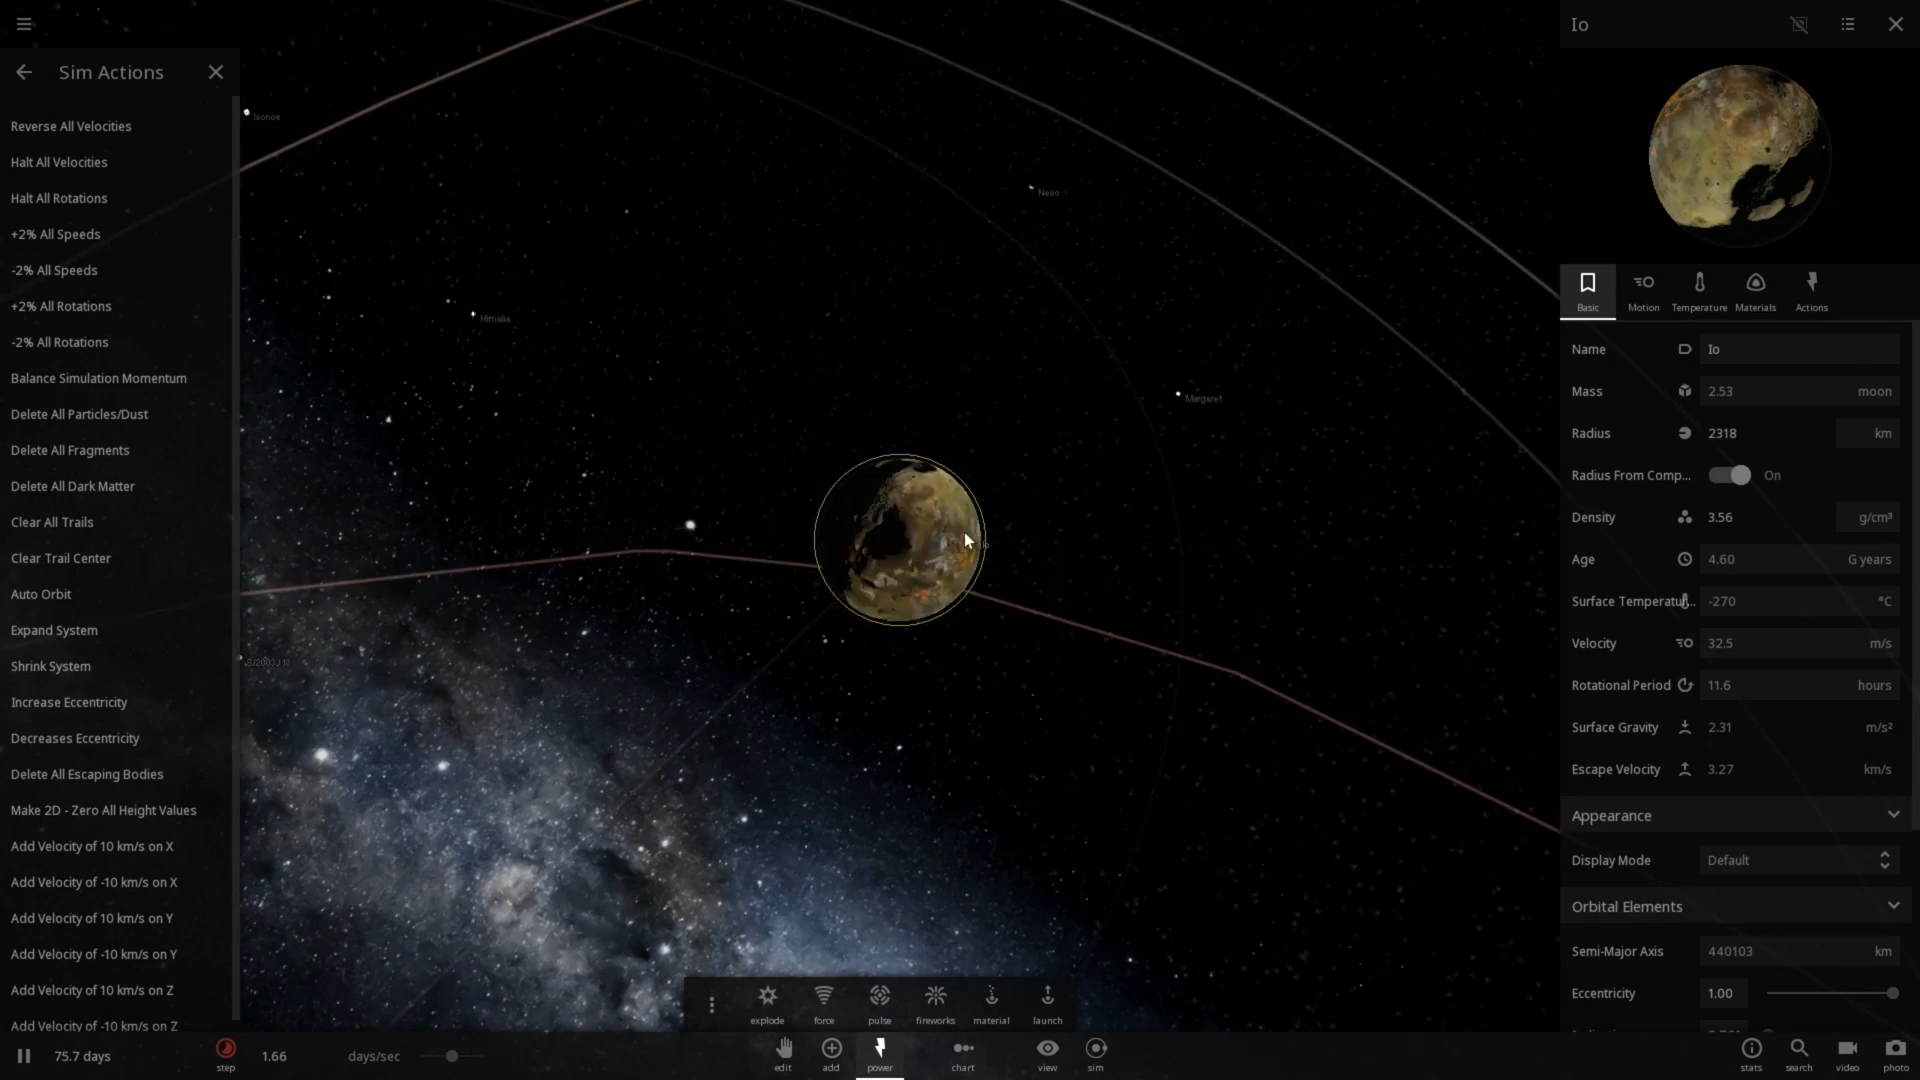 Sim Actions
Reverse All Velocities
Halt All Velocities
Halt All Rotations
+2% All Speeds
-2% All Speeds
+2% All Rotations
-2% All Rotations
Balance Simulation Momentum
Delete All Particles/Dust
Delete All Fragments
Delete All Dark Matter
Clear All Trails
Clear Trail Center
Auto Orbit
Expand System
Shrink System
Increase Eccentricity
Decreases Eccentricity
Delete All Escaping Bodies
Make 2D - Zero All Height Values
Add Velocity of 10 km/s on X
Add Velocity of -10 km/s on X
Add Velocity of 10 km/s on Y
Add Velocity of -10 km/s on Y
Add Velocity of 10 km/s on Z
Add Velocity of -10 km/s on Z
Isonoe
Neso
Himalia
Margaret
Io
S/2003J18
explode force pulse fireworks material launch
75.7 days
step
1.66 days/sec
edit add power chart view sim
stats search video photo
Io
Basic Motion Temperature Materials Actions
Name Io
Mass 2.53 moon
Radius 2318 km
Radius From Comp... On
Density 3.56 g/cm³
Age 4.60 G years
Surface Temperatur... -270 °C
Velocity 32.5 m/s
Rotational Period 11.6 hours
Surface Gravity 2.31 m/s²
Escape Velocity 3.27 km/s
Appearance
Display Mode Default
Orbital Elements
Semi-Major Axis 440103 km
Eccentricity 1.00